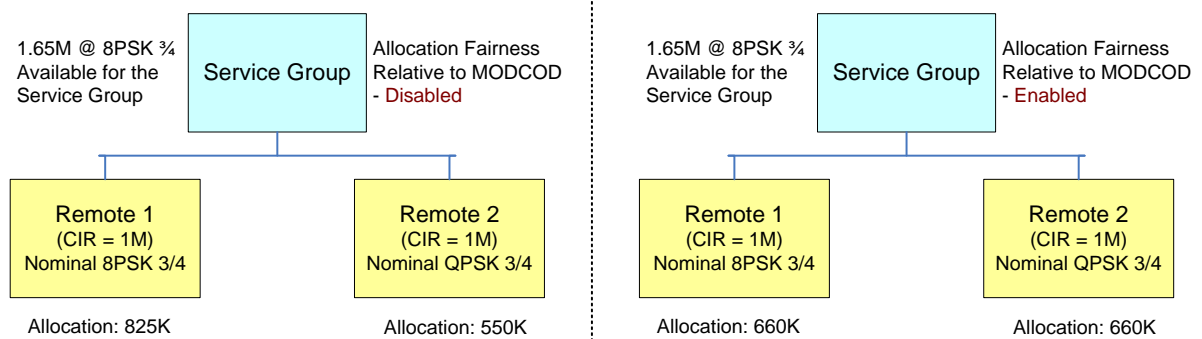 1.65M @ 8PSK ¾
Available for the
Service Group
Service Group
Allocation Fairness
Relative to MODCOD
- Disabled
Remote 1
(CIR = 1M)
Nominal 8PSK 3/4
Allocation: 825K
Remote 2
(CIR = 1M)
Nominal QPSK 3/4
Allocation: 550K
1.65M @ 8PSK ¾
Available for the
Service Group
Service Group
Allocation Fairness
Relative to MODCOD
- Enabled
Remote 1
(CIR = 1M)
Nominal 8PSK 3/4
Allocation: 660K
Remote 2
(CIR = 1M)
Nominal QPSK 3/4
Allocation: 660K